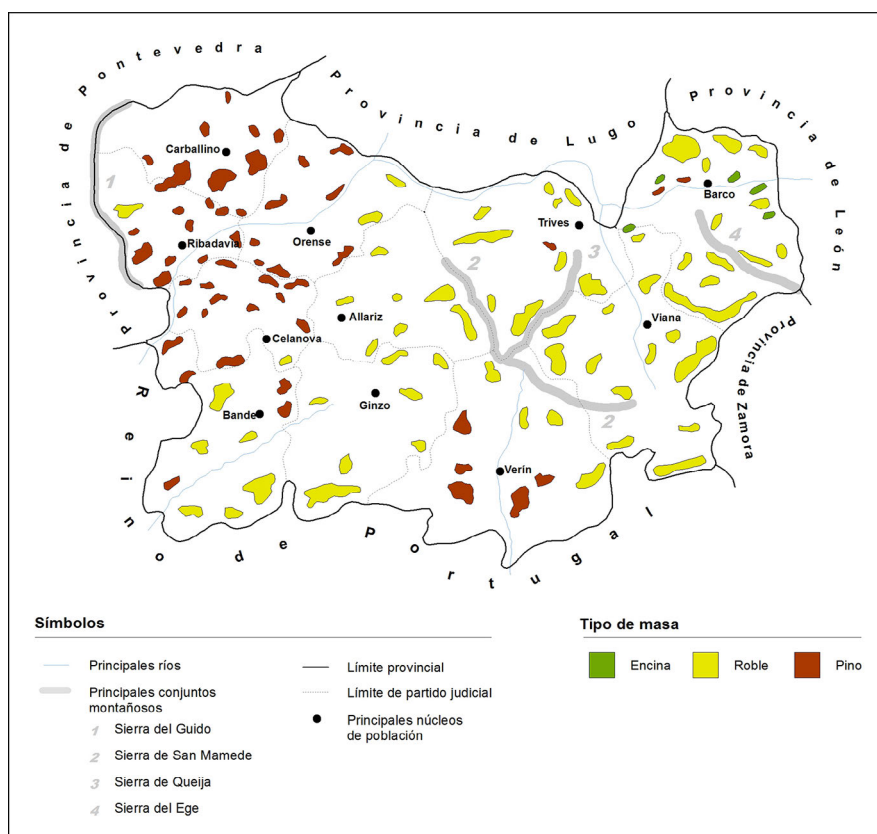 Provincia de Pontevedra
Provincia de Lugo
Provincia de León
Provincia de Zamora
Reino de Portugal
Carballino
Barco
1
Trives
4
Ribadavia
Orense
3
2
Allariz
Viana
Celanova
Ginzo
Bande
2
Verín
Símbolos
Principales ríos
Principales conjuntos
montañosos
1 Sierra del Guido
2 Sierra de San Mamede
3 Sierra de Queija
4 Sierra del Ege
Límite provincial
Límite de partido judicial
Principales núcleos
de población
Tipo de masa
Encina
Roble
Pino